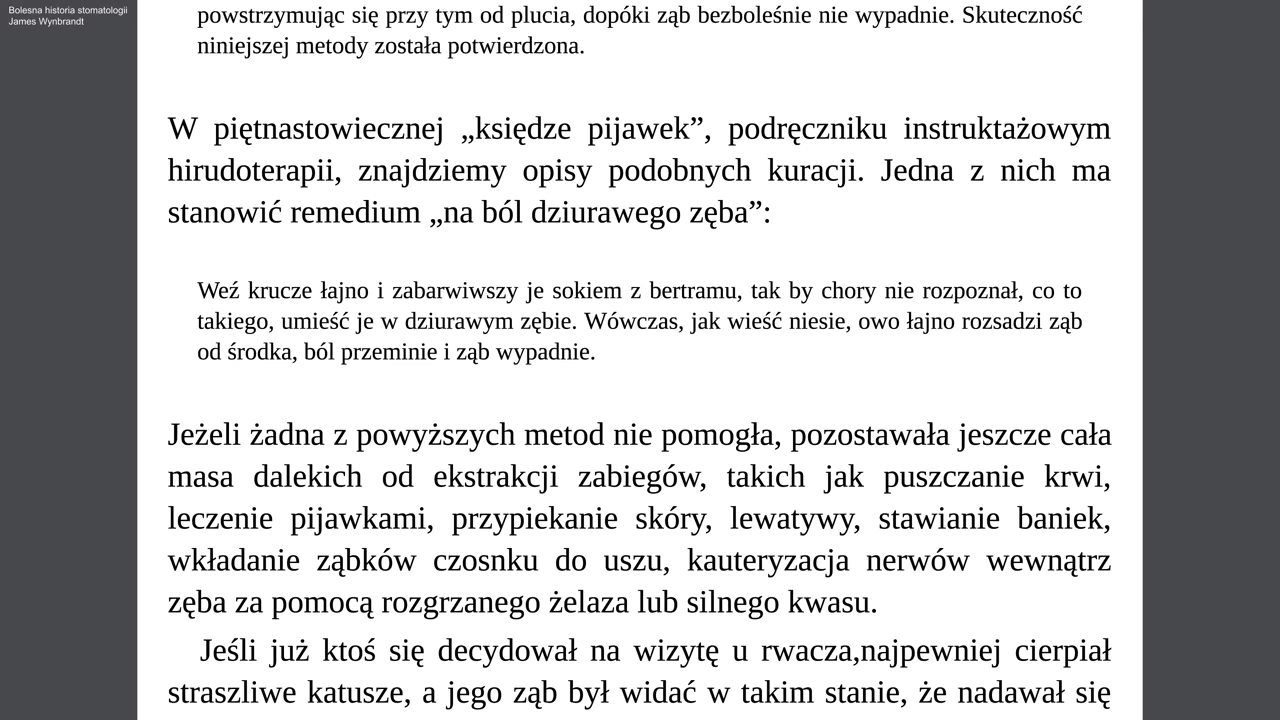 Bolesna historia stomatologii
James Wynbrandt
powstrzymując się przy tym od plucia, dopóki ząb bezboleśnie nie wypadnie. Skuteczność
niniejszej metody została potwierdzona.
W piętnastowiecznej „księdze pijawek”, podręczniku instruktażowym
hirudoterapii, znajdziemy opisy podobnych kuracji. Jedna z nich ma
stanowić remedium „na ból dziurawego zęba”:
Weź krucze łajno i zabarwiwszy je sokiem z bertramu, tak by chory nie rozpoznał, co to
takiego, umieść je w dziurawym zębie. Wówczas, jak wieść niesie, owo łajno rozsadzi ząb
od środka, ból przeminie i ząb wypadnie.
Jeżeli żadna z powyższych metod nie pomogła, pozostawała jeszcze cała
masa dalekich od ekstrakcji zabiegów, takich jak puszczanie krwi,
leczenie pijawkami, przypiekanie skóry, lewatywy, stawianie baniek,
wkładanie ząbków czosnku do uszu, kauteryzacja nerwów wewnątrz
zęba za pomocą rozgrzanego żelaza lub silnego kwasu.
Jeśli już ktoś się decydował na wizytę u rwacza,najpewniej cierpiał
straszliwe katusze, a jego ząb był widać w takim stanie, że nadawał się